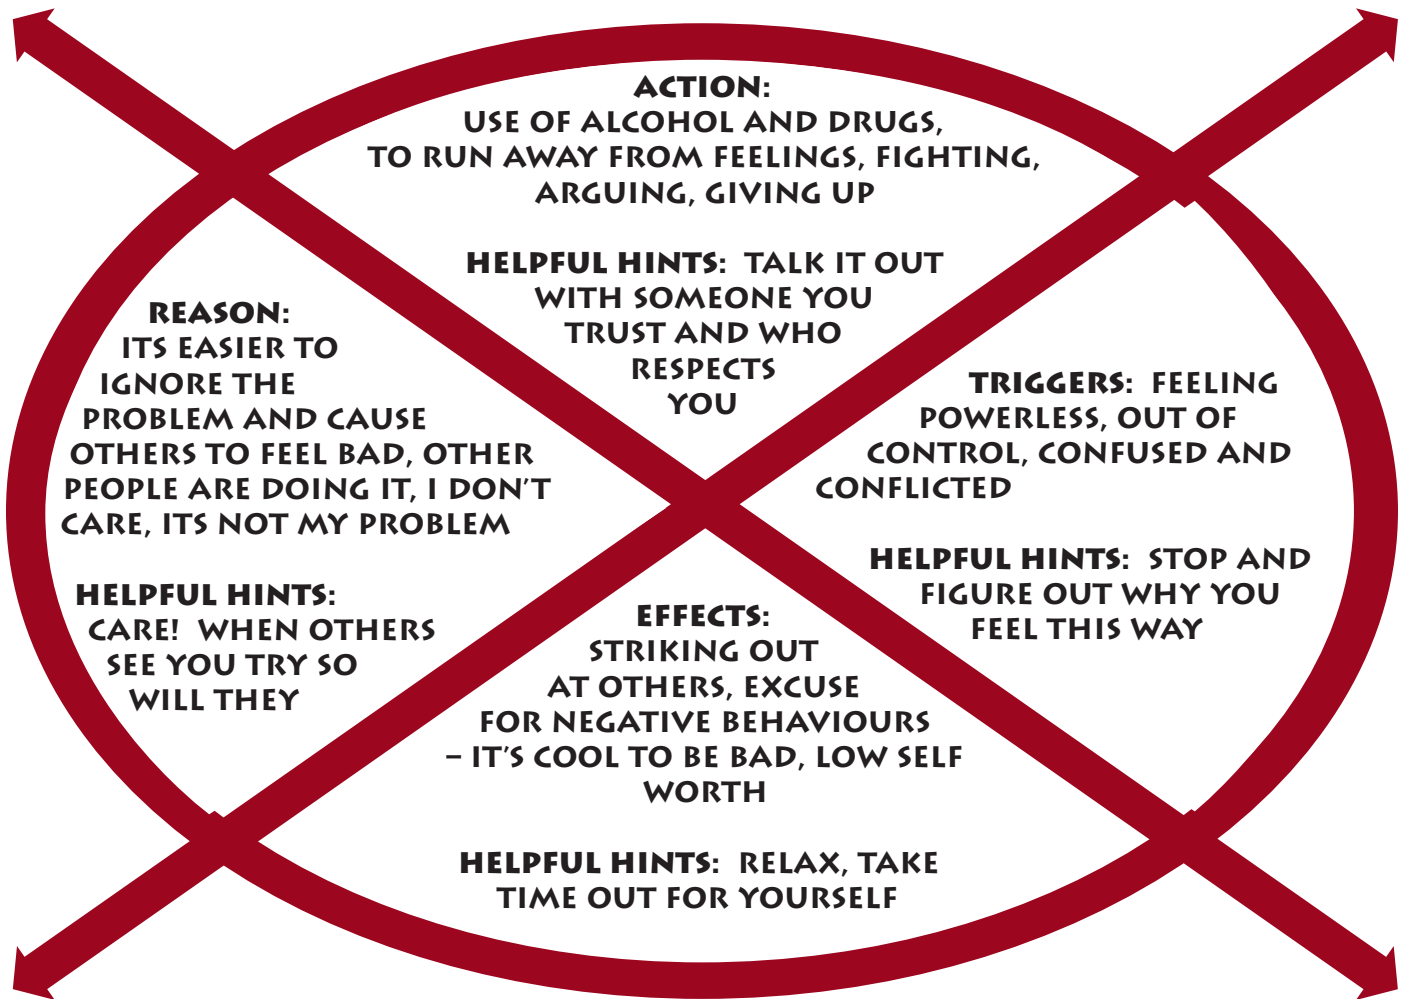 ACTION:
USE OF ALCOHOL AND DRUGS,
TO RUN AWAY FROM FEELINGS, FIGHTING,
ARGUING, GIVING UP
HELPFUL HINTS: TALK IT OUT
WITH SOMEONE YOU
TRUST AND WHO
RESPECTS
YOU
REASON:
ITS EASIER TO
IGNORE THE
PROBLEM AND CAUSE
OTHERS TO FEEL BAD, OTHER
PEOPLE ARE DOING IT, I DON'T
CARE, ITS NOT MY PROBLEM
HELPFUL HINTS:
CARE! WHEN OTHERS
SEE YOU TRY SO
WILL THEY
TRIGGERS: FEELING
POWERLESS, OUT OF
CONTROL, CONFUSED AND
CONFLICTED
HELPFUL HINTS: STOP AND
FIGURE OUT WHY YOU
FEEL THIS WAY
EFFECTS:
STRIKING OUT
AT OTHERS, EXCUSE
FOR NEGATIVE BEHAVIOURS
– IT'S COOL TO BE BAD, LOW SELF
WORTH
HELPFUL HINTS: RELAX, TAKE
TIME OUT FOR YOURSELF